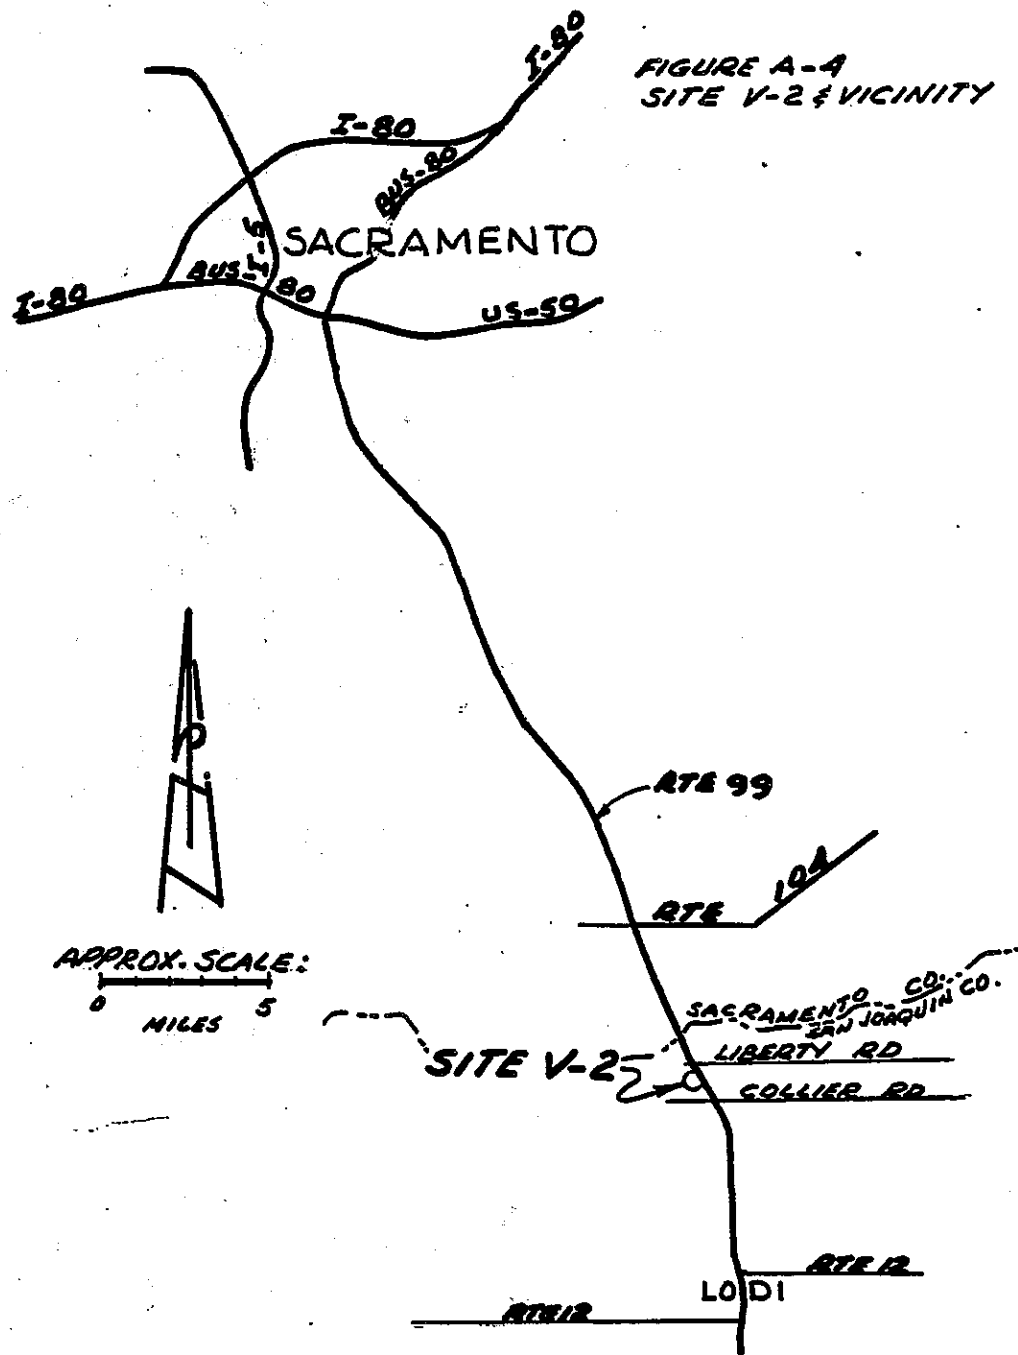 FIGURE A-4
SITE V-2 & VICINITY
I-80
I-80
BUS-80
I-5
SACRAMENTO
I-80
BUS-
80
US-50
N.
RTE 99
RTE
104
APPROX. SCALE:
0 5
MILES
SACRAMENTO CO.
SAN JOAQUIN CO.
LIBERTY RD
SITE V-2
COLLIER RD
RTE 12
LODI
RTE 12